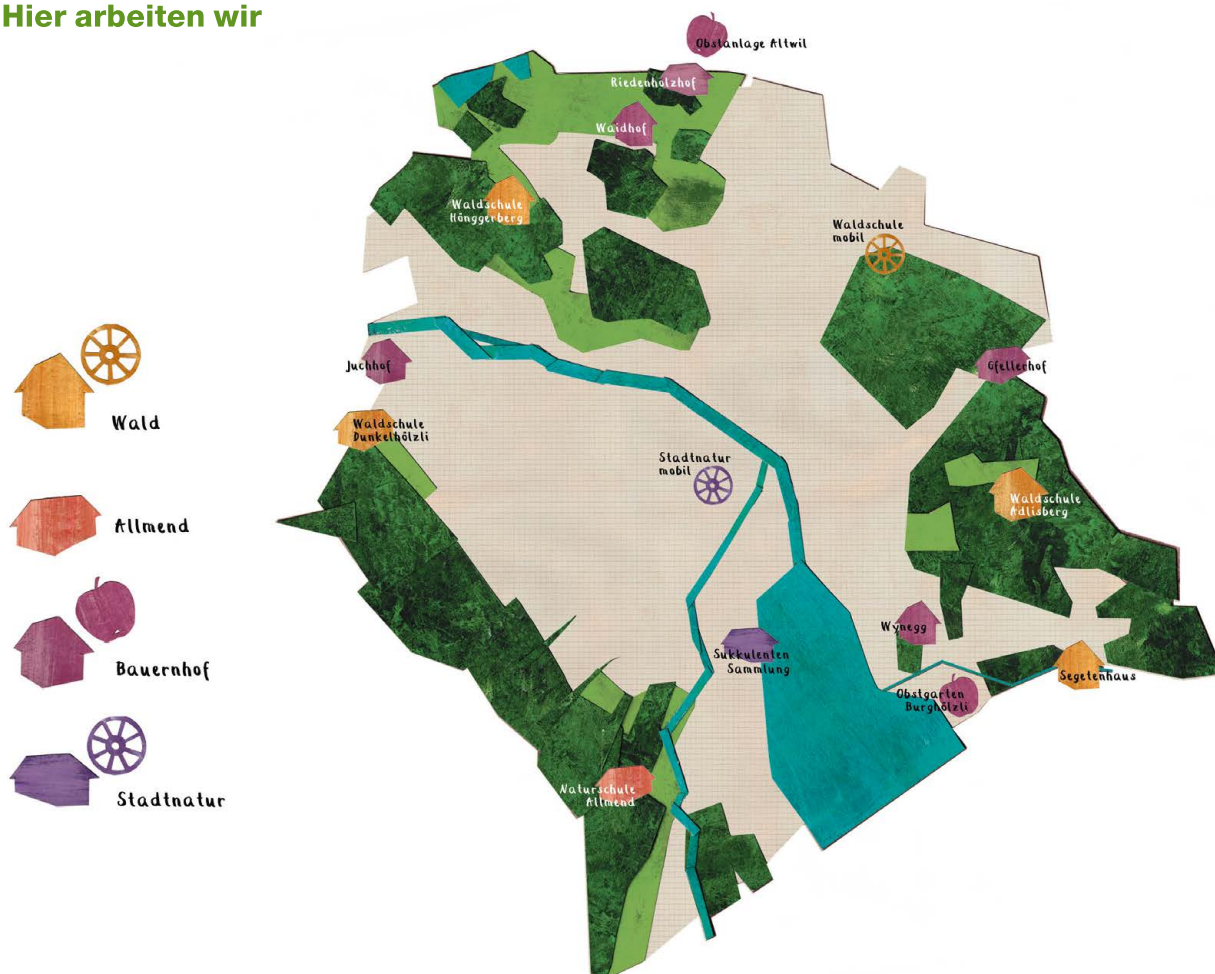 Hier arbeiten wir
Obstanlage Altwil
Riedenholzhof
Waidhof
Waldschule
Hönggerberg
Waldschule
mobil
Juchhof
Gfellerhof
Wald
Waldschule
Dunkelhölzli
Stadtnatur
mobil
Waldschule
Adlisberg
Allmend
Bauernhof
Wynegg
Sukkulenten
Sammlung
Segetenhaus
Obstgarten
Burghölzli
Stadtnatur
Naturschule
Allmend